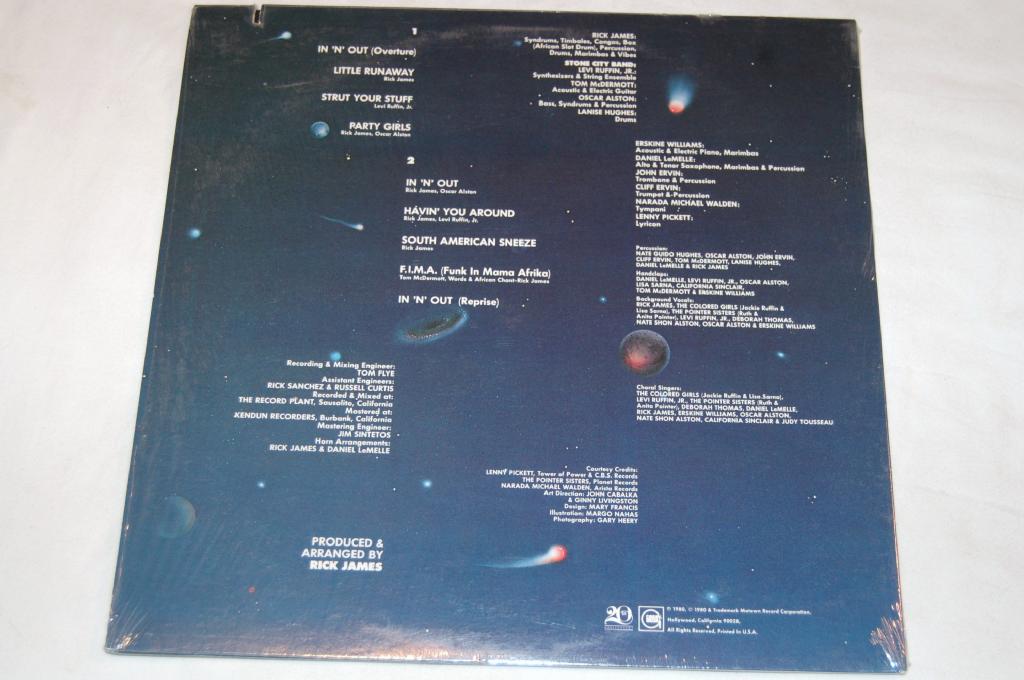 1
IN 'N' OUT (Overture)
LITTLE RUNAWAY
Rick James
STRUT YOUR STUFF
Levi Ruffin, Jr.
PARTY GIRLS
Rick James, Oscar Alston
2
IN 'N' OUT
Rick James, Oscar Alston
HAVIN' YOU AROUND
Rick James, Levi Ruffin, Jr.
SOUTH AMERICAN SNEEZE
Rick James
F.I.M.A. (Funk In Mama Afrika)
Tom McDermott, Words & African Chant-Rick James
IN 'N' OUT (Reprise)
Recording & Mixing Engineer:
TOM FLYE
Assistant Engineers:
RICK SANCHEZ & RUSSELL CURTIS
Recorded & Mixed at:
THE RECORD PLANT, Sausalito, California
Mastered at:
KENDUN RECORDERS, Burbank, California
Mastering Engineer:
JIM SINTETOS
Horn Arrangements:
RICK JAMES & DANIEL LeMELLE
PRODUCED &
ARRANGED BY
RICK JAMES
RICK JAMES:
Syndrums, Timbales, Congas, Box
(African Slot Drum), Percussion,
Drums, Marimbas & Vibes
STONE CITY BAND:
LEVI RUFFIN, JR.:
Synthesizers & String Ensemble
TOM McDERMOTT:
Acoustic & Electric Guitar
OSCAR ALSTON:
Bass, Syndrums & Percussion
LANISE HUGHES:
Drums
ERSKINE WILLIAMS:
Acoustic & Electric Piano, Marimbas
DANIEL LeMELLE:
Alto & Tenor Saxophone, Marimbas & Percussion
JOHN ERVIN:
Trombone & Percussion
CLIFF ERVIN:
Trumpet & Percussion
NARADA MICHAEL WALDEN:
Tympani
LENNY PICKETT:
Lyricon
Percussion:
NATE GUIDO HUGHES, OSCAR ALSTON, JOHN ERVIN,
CLIFF ERVIN, TOM McDERMOTT, LANISE HUGHES,
DANIEL LeMELLE & RICK JAMES
Handclaps:
DANIEL LeMELLE, LEVI RUFFIN, JR., OSCAR ALSTON,
LISA SARNA, CALIFORNIA SINCLAIR,
TOM McDERMOTT & ERSKINE WILLIAMS
Background Vocals:
RICK JAMES, THE COLORED GIRLS (Jackie Ruffin &
Lisa Sarna), THE POINTER SISTERS (Ruth &
Anita Pointer), LEVI RUFFIN, JR., DEBORAH THOMAS,
NATE SHON ALSTON, OSCAR ALSTON & ERSKINE WILLIAMS
Choral Singers:
THE COLORED GIRLS (Jackie Ruffin & Lisa Sarna),
LEVI RUFFIN, JR., THE POINTER SISTERS (Ruth &
Anita Pointer), DEBORAH THOMAS, DANIEL LeMELLE,
RICK JAMES, ERSKINE WILLIAMS, OSCAR ALSTON,
NATE SHON ALSTON, CALIFORNIA SINCLAIR & JUDY TOUSSEAU
Courtesy Credits:
LENNY PICKETT, Tower of Power & C.B.S. Records
THE POINTER SISTERS, Planet Records
NARADA MICHAEL WALDEN, Arista Records
Art Direction: JOHN CABALKA
& GINNY LIVINGSTON
Design: MARY FRANCIS
Illustration: MARGO NAHAS
Photography: GARY HEERY
20
℗ 1980, © 1980 & Trademark Motown Record Corporation,
Hollywood, California 90028,
All Rights Reserved, Printed In U.S.A.